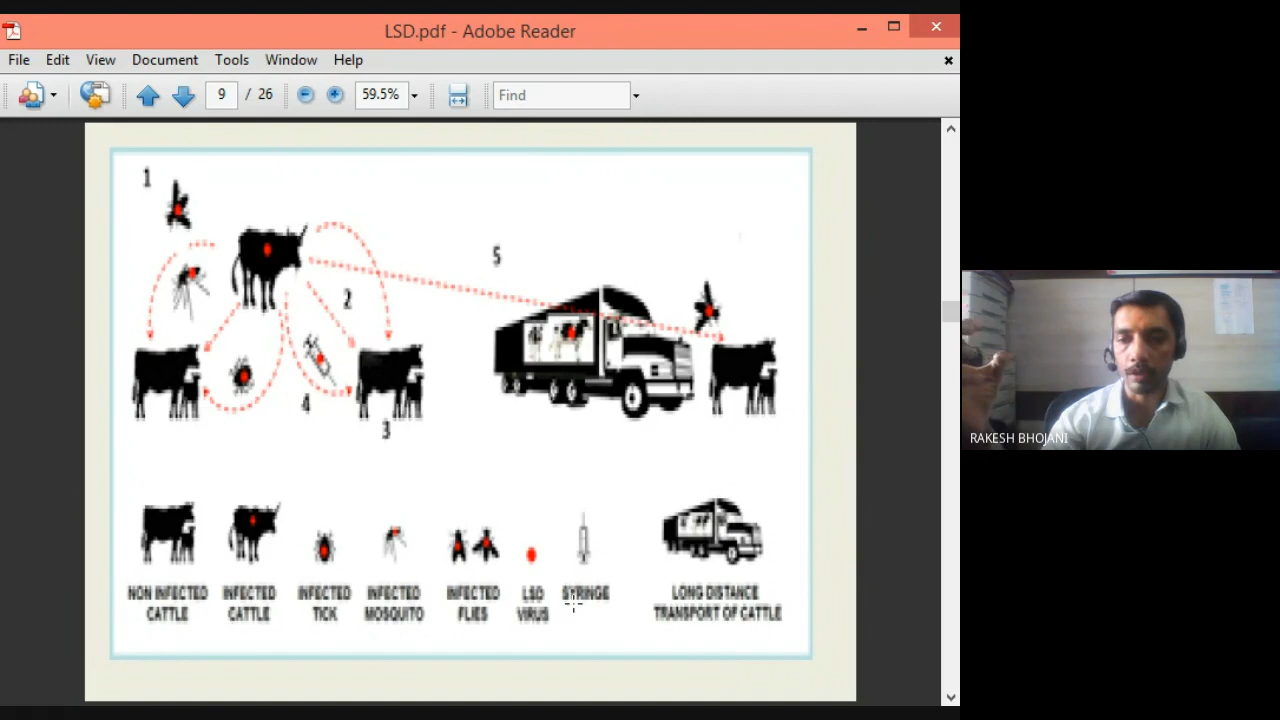 LSD.pdf - Adobe Reader
File Edit View Document Tools Window Help
9 / 26 59.5% Find
1
5
2
4
3
NON INFECTED CATTLE
INFECTED CATTLE
INFECTED TICK
INFECTED MOSQUITO
INFECTED FLIES
LSD VIRUS
SYRINGE
LONG DISTANCE TRANSPORT OF CATTLE
RAKESH BHOJANI